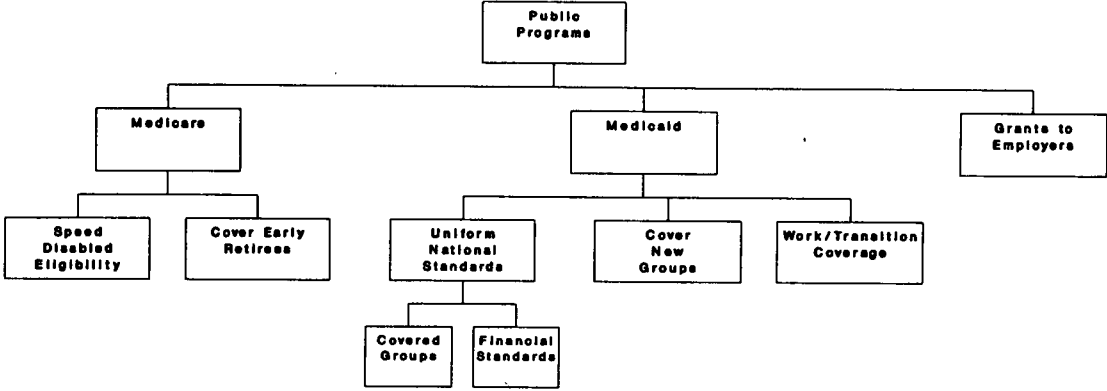 Public
Programs
Medicare
Medicaid
Grants to
Employers
Speed
Disabled
Eligibility
Cover Early
Retirees
Uniform
National
Standards
Cover
New
Groups
Work/Transition
Coverage
Covered
Groups
Financial
Standards